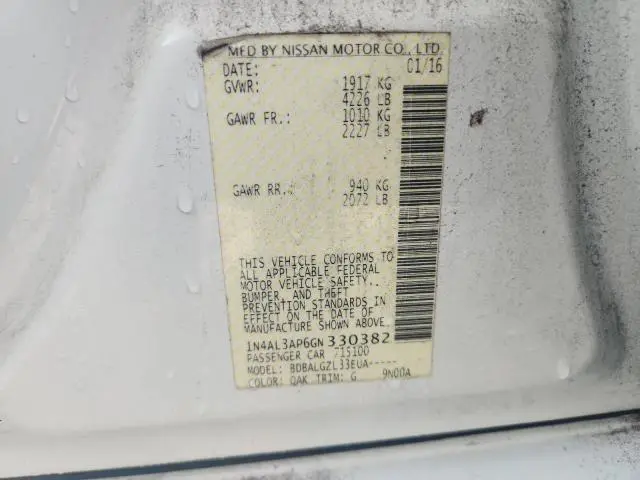 MFD BY NISSAN MOTOR CO., LTD.
DATE: 01/16
GVWR: 1917 KG
4226 LB
GAWR FR.: 1010 KG
2227 LB
GAWR RR.: 940 KG
2072 LB
THIS VEHICLE CONFORMS TO
ALL APPLICABLE FEDERAL
MOTOR VEHICLE SAFETY,
BUMPER, AND THEFT
PREVENTION STANDARDS IN
EFFECT ON THE DATE OF
MANUFACTURE SHOWN ABOVE.
1N4AL3AP6GN330382
PASSENGER CAR 715100
MODEL: BDBALGZL33EUA-----
COLOR: QAK TRIM: G 9N00A